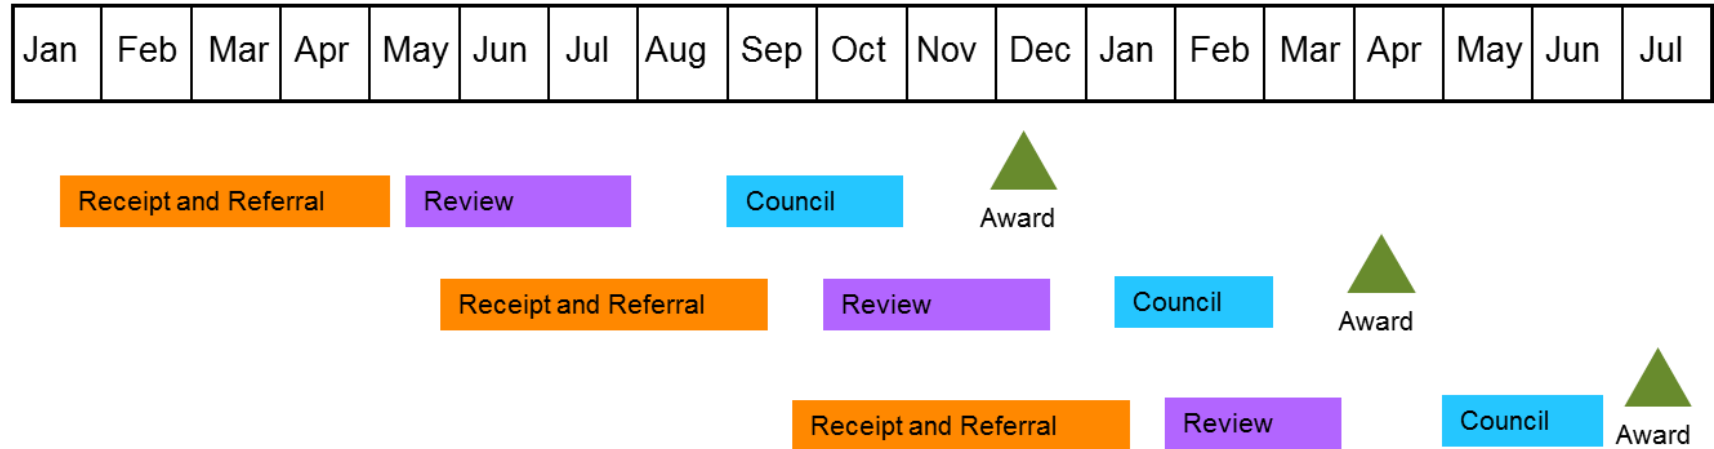 Jan Feb Mar Apr May Jun Jul Aug Sep Oct Nov Dec Jan Feb Mar Apr May Jun Jul
Receipt and Referral Review Council
Award
Receipt and Referral Review Council
Award
Receipt and Referral Review Council
Award